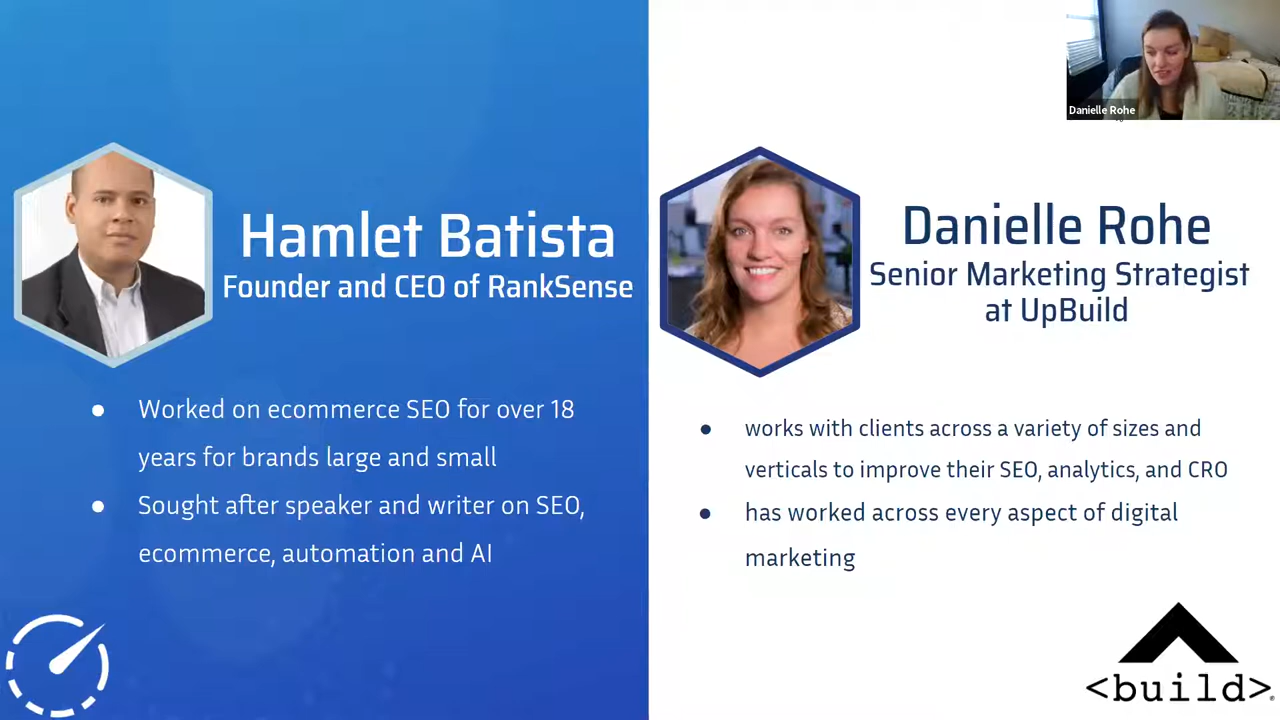 Danielle Rohe
Hamlet Batista
Founder and CEO of RankSense
● Worked on ecommerce SEO for over 18
years for brands large and small
● Sought after speaker and writer on SEO,
ecommerce, automation and AI
Danielle Rohe
Senior Marketing Strategist
at UpBuild
● works with clients across a variety of sizes and
verticals to improve their SEO, analytics, and CRO
● has worked across every aspect of digital
marketing
<build>®